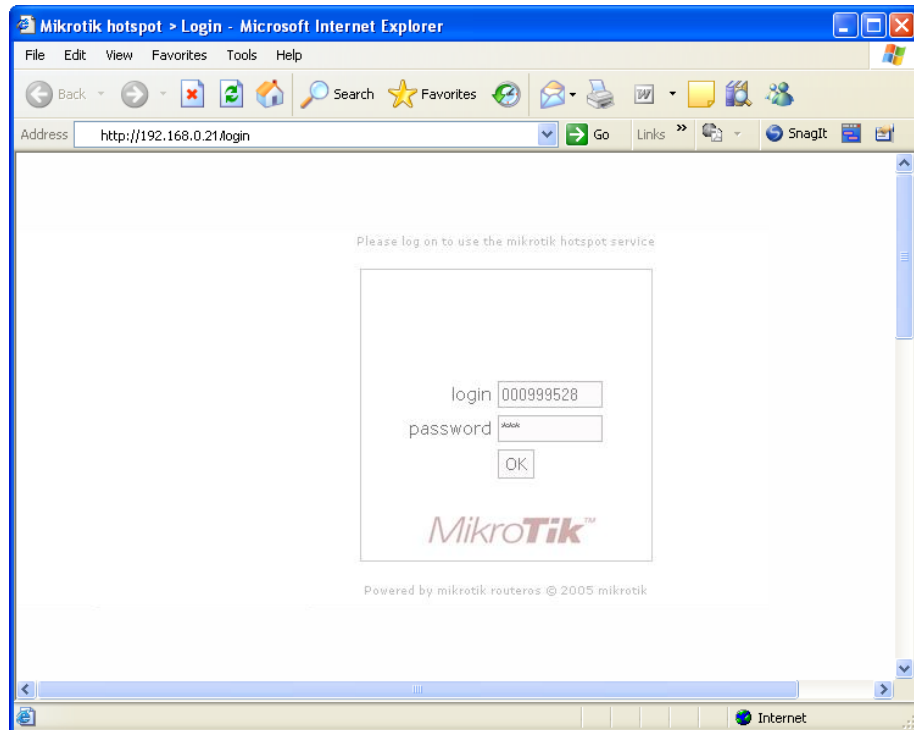 Mikrotik hotspot > Login - Microsoft Internet Explorer
File Edit View Favorites Tools Help
Back Search Favorites W
Address http://192.168.0.21/login Go Links » SnagIt
Please log on to use the mikrotik hotspot service
login 000999528
password ****
OK
MikroTik™
Powered by mikrotik routeros © 2005 mikrotik
Internet